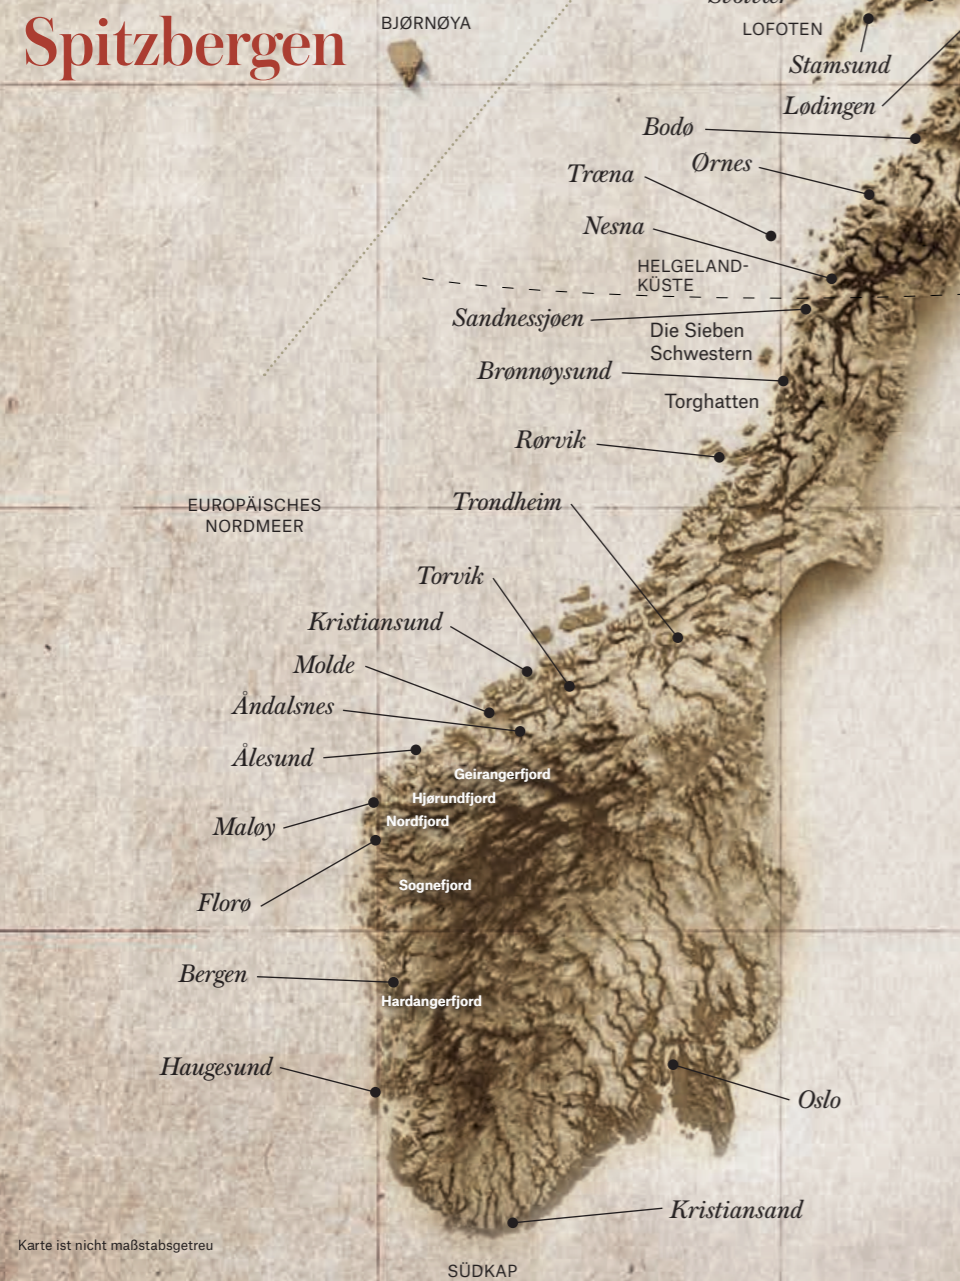 Spitzbergen
BJØRNØYA
LOFOTEN
Stamsund
Lødingen
Bodø
Ørnes
Træna
Nesna
HELGELAND-
KÜSTE
Sandnessjøen
Die Sieben
Schwestern
Brønnøysund
Torghatten
Rørvik
EUROPÄISCHES
NORDMEER
Trondheim
Torvik
Kristiansund
Molde
Åndalsnes
Ålesund
Geirangerfjord
Hjørundfjord
Maløy
Nordfjord
Sognefjord
Florø
Bergen
Hardangerfjord
Haugesund
Oslo
Kristiansand
Karte ist nicht maßstabsgetreu
SÜDKAP